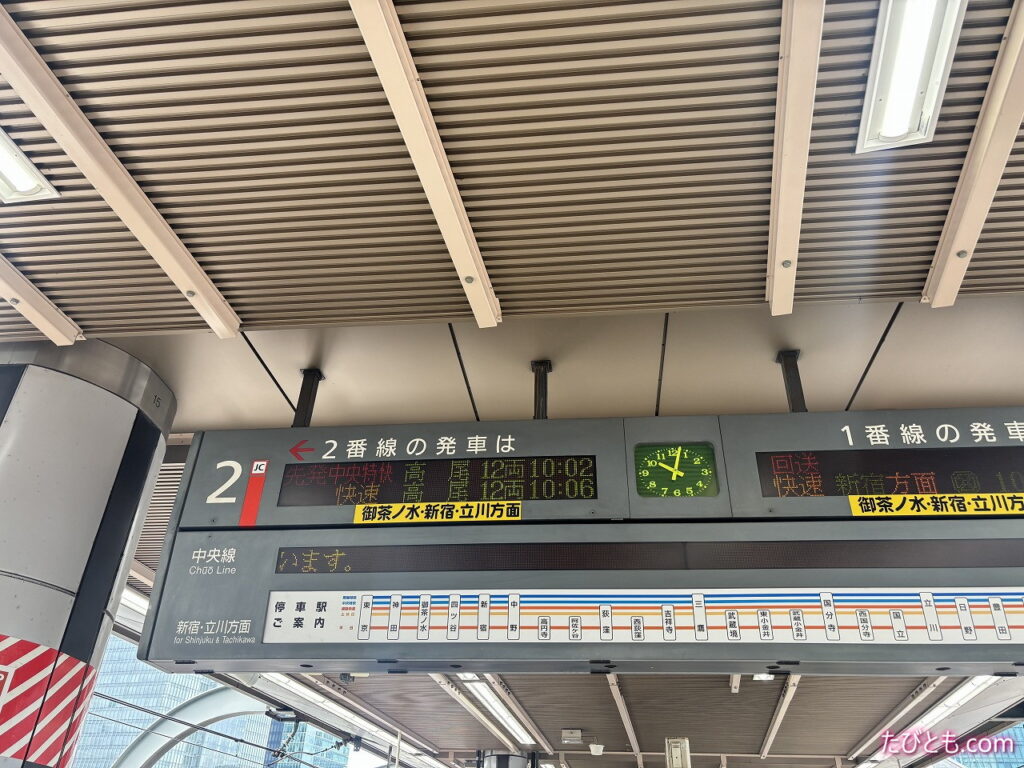 15
2
JC
2番線の発車は
先発 中央特快 高尾 12両 10:02
快速 高尾 12両 10:06
御茶ノ水・新宿・立川方面
1番線の発車
回送
快速 新宿方面
御茶ノ水・新宿・立川方
中央線
Chūō Line
います。
新宿・立川方面
for Shinjuku & Tachikawa
停車駅
ご案内
東京
神田
御茶ノ水
四ツ谷
新宿
中野
高円寺
阿佐ケ谷
荻窪
西荻窪
吉祥寺
三鷹
武蔵境
東小金井
武蔵小金井
国分寺
西国分寺
国立
立川
日野
豊田
たびとも.com